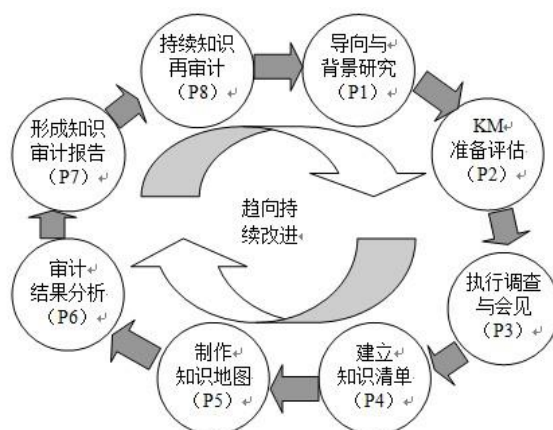 持续知识
再审计
（P8）
导向与
背景研究
（P1）
KM
准备评估
（P2）
执行调查
与会见
（P3）
建立
知识清单
（P4）
制作
知识地图
（P5）
审计
结果分析
（P6）
形成知识
审计报告
（P7）
趋向持
续改进